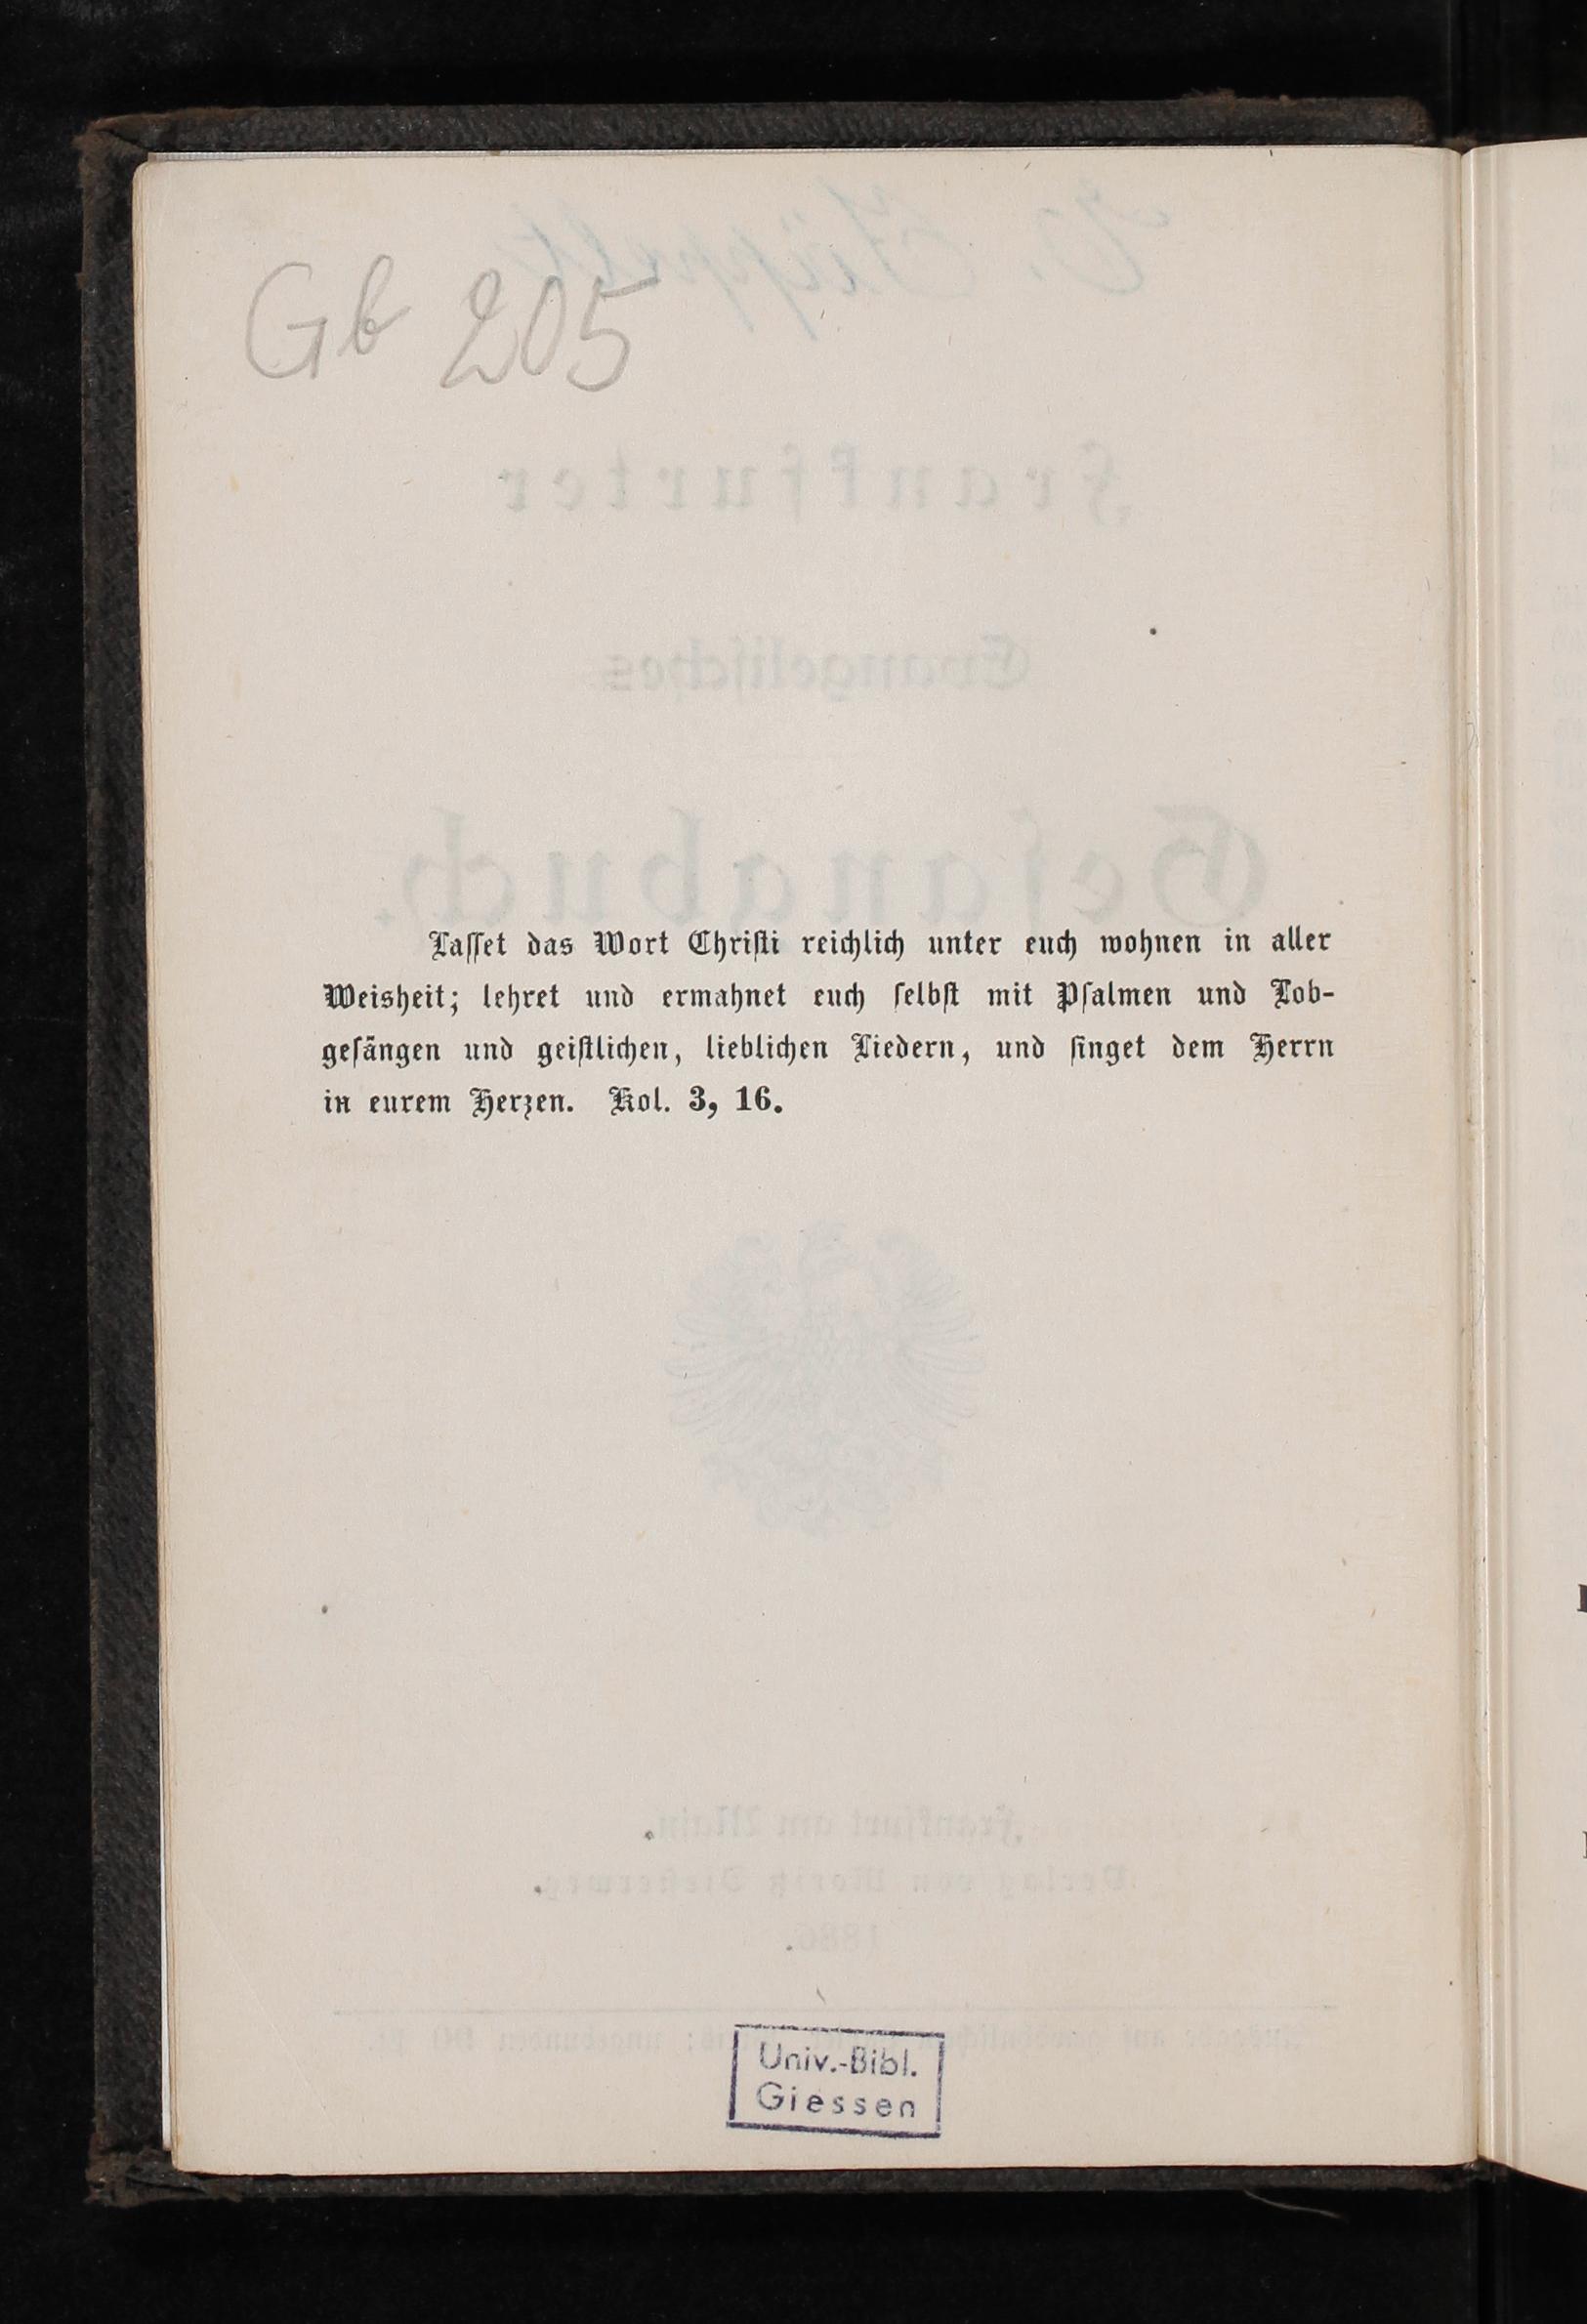 Gb 205
Laſſet das Wort Chriſti reichlich unter euch wohnen in aller
Weisheit; lehret und ermahnet euch ſelbſt mit Pſalmen und Lob-
geſängen und geiſtlichen, lieblichen Liedern, und ſinget dem Herrn
in eurem Herzen. Kol. 3, 16.
Univ.-Bibl.
Giessen